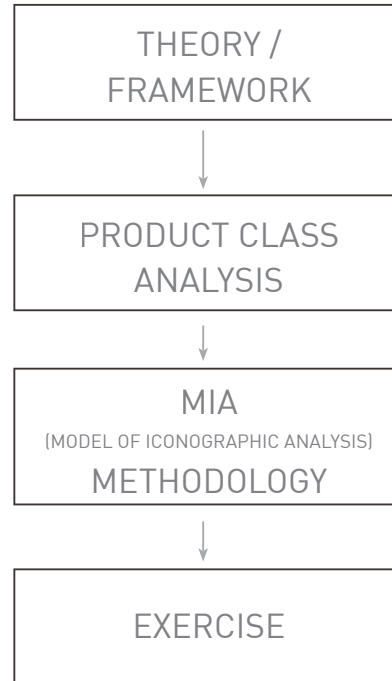 THEORY /
FRAMEWORK
PRODUCT CLASS
ANALYSIS
MIA
(MODEL OF ICONOGRAPHIC ANALYSIS)
METHODOLOGY
EXERCISE